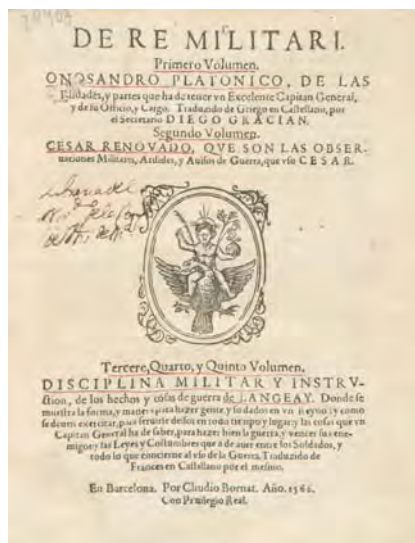 DE RE MILITARI.
Primero Volumen.
ONOSANDRO PLATONICO, DE LAS
Calidades, y partes que ha de tener vn Excelente Capitan General,
y de su Officio, y Cargo. Traduzido de Griego en Castellano, por
el Secretario DIEGO GRACIAN.
Segundo Volumen.
CESAR RENOVADO, QVE SON LAS OBSER-
uaciones Militares, Ardides, y Auisos de Guerra, que vso CESAR.
Tercero, Quarto, y Quinto Volumen.
DISCIPLINA MILITAR Y INSTRV-
ction, de los hechos y cosas de guerra de LANGEAY. Donde se
muestra la forma, y manera para hazer gente, y soldados en vn Reyno: y como
se deuen exercitar, para seruirse dellos en todo tiempo y lugar: y las cosas que vn
Capitan General ha de saber, para hazer bien la guerra, y vencer sus ene-
migos: y las Leyes y Costumbres que a de auer entre los Soldados, y
todo lo que concierne al vso de la Guerra. Traduzido de
Frances en Castellano por el mesmo.
En Barcelona. Por Claudio Bornat. Año. 1566.
Con Priuilegio Real.